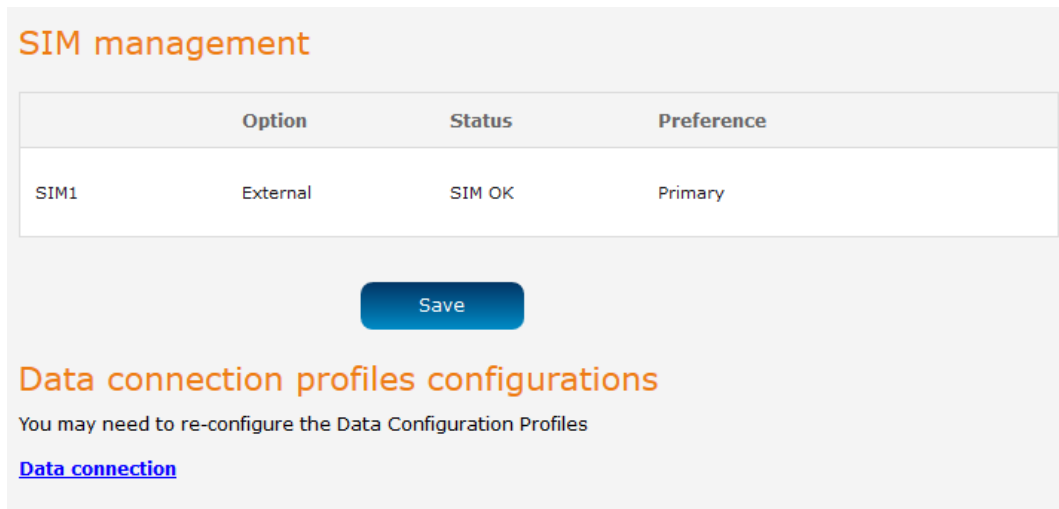 SIM management
Option Status Preference
SIM1 External SIM OK Primary
Save
Data connection profiles configurations
You may need to re-configure the Data Configuration Profiles
Data connection